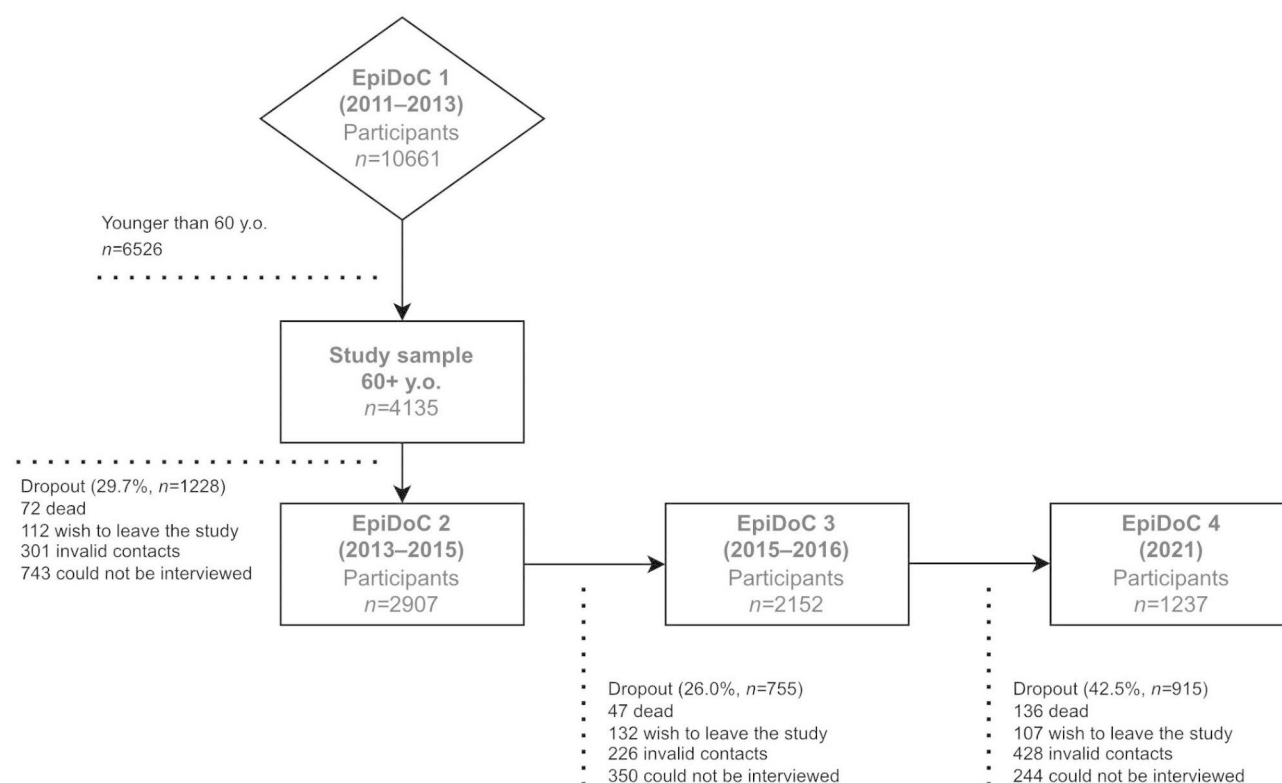 EpiDoC 1
(2011–2013)
Participants
n=10661
Younger than 60 y.o.
n=6526
Study sample
60+ y.o.
n=4135
Dropout (29.7%, n=1228)
72 dead
112 wish to leave the study
301 invalid contacts
743 could not be interviewed
EpiDoC 2
(2013–2015)
Participants
n=2907
EpiDoC 3
(2015–2016)
Participants
n=2152
EpiDoC 4
(2021)
Participants
n=1237
Dropout (26.0%, n=755)
47 dead
132 wish to leave the study
226 invalid contacts
350 could not be interviewed
Dropout (42.5%, n=915)
136 dead
107 wish to leave the study
428 invalid contacts
244 could not be interviewed